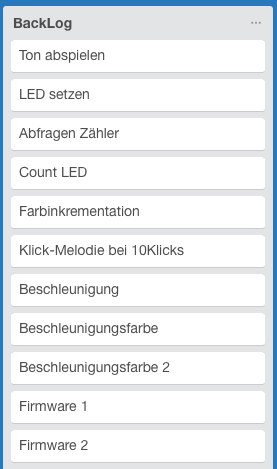 BackLog
Ton abspielen
LED setzen
Abfragen Zähler
Count LED
Farbinkrementation
Klick-Melodie bei 10Klicks
Beschleunigung
Beschleunigungsfarbe
Beschleunigungsfarbe 2
Firmware 1
Firmware 2